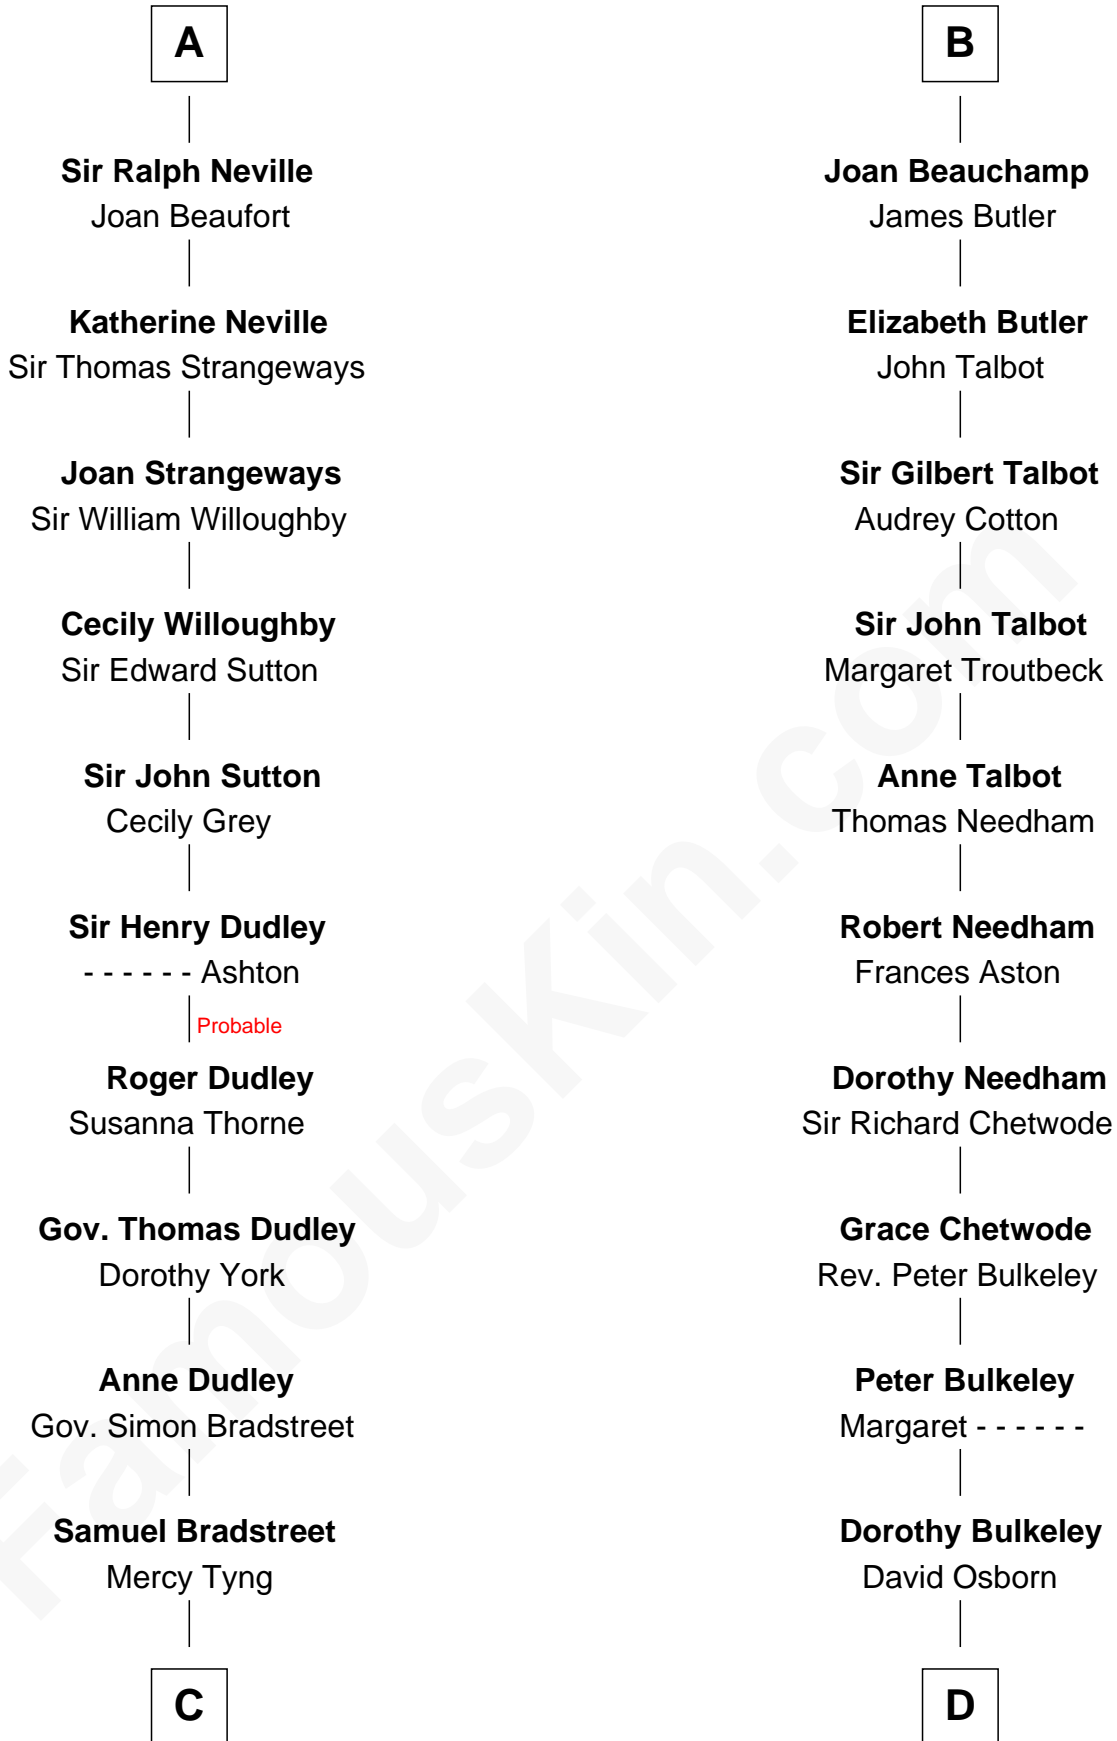 A
Sir Ralph Neville
Joan Beaufort
Katherine Neville
Sir Thomas Strangeways
Joan Strangeways
Sir William Willoughby
Cecily Willoughby
Sir Edward Sutton
Sir John Sutton
Cecily Grey
Sir Henry Dudley
- - - - - - Ashton
Probable
Roger Dudley
Susanna Thorne
Gov. Thomas Dudley
Dorothy York
Anne Dudley
Gov. Simon Bradstreet
Samuel Bradstreet
Mercy Tyng
C
B
Joan Beauchamp
James Butler
Elizabeth Butler
John Talbot
Sir Gilbert Talbot
Audrey Cotton
Sir John Talbot
Margaret Troutbeck
Anne Talbot
Thomas Needham
Robert Needham
Frances Aston
Dorothy Needham
Sir Richard Chetwode
Grace Chetwode
Rev. Peter Bulkeley
Peter Bulkeley
Margaret - - - - - -
Dorothy Bulkeley
David Osborn
D
FamousKin.com